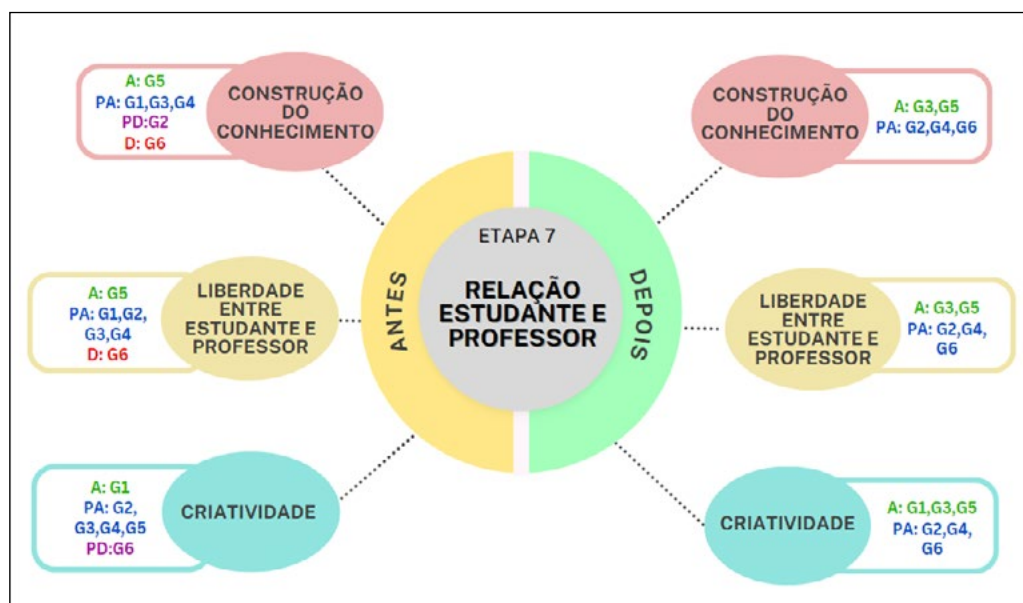 A: G5
PA: G1,G3,G4
PD:G2
D: G6
CONSTRUÇÃO
DO
CONHECIMENTO
A: G5
PA: G1,G2,
G3,G4
D: G6
LIBERDADE
ENTRE
ESTUDANTE E
PROFESSOR
A: G1
PA: G2,
G3,G4,G5
PD:G6
CRIATIVIDADE
ANTES
ETAPA 7
RELAÇÃO
ESTUDANTE E
PROFESSOR
DEPOIS
CONSTRUÇÃO
DO
CONHECIMENTO
A: G3,G5
PA: G2,G4,G6
LIBERDADE
ENTRE
ESTUDANTE E
PROFESSOR
A: G3,G5
PA: G2,G4,
G6
CRIATIVIDADE
A: G1,G3,G5
PA: G2,G4,
G6